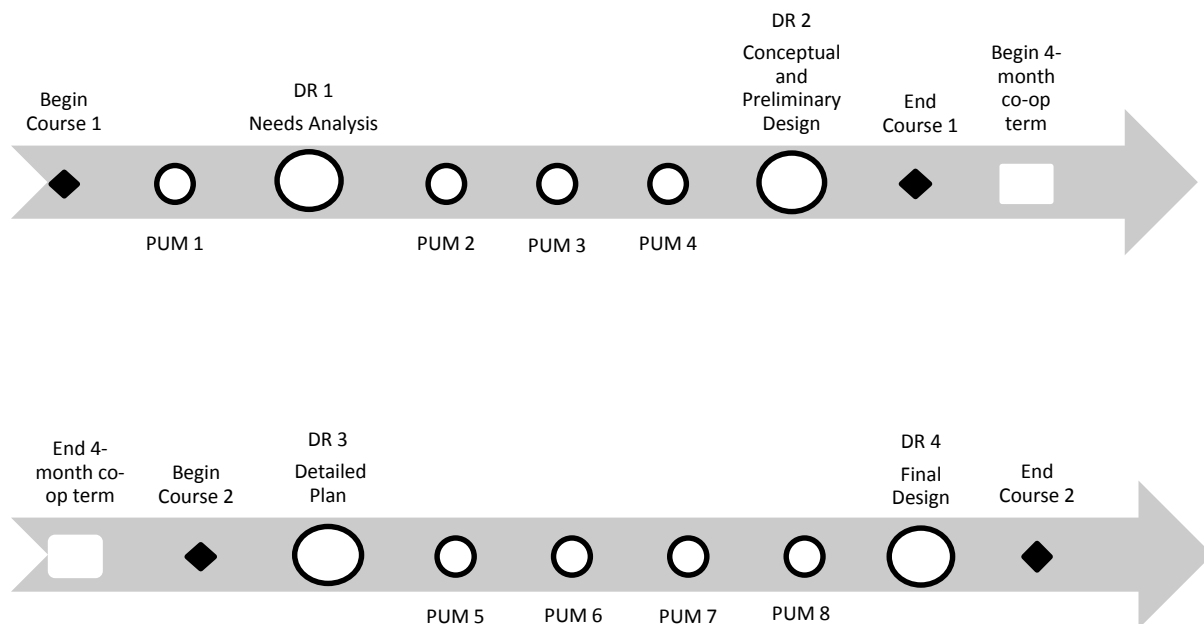 Begin
Course 1
DR 1
Needs Analysis
DR 2
Conceptual
and
Preliminary
Design
End
Course 1
Begin 4-
month
co-op
term
PUM 1
PUM 2
PUM 3
PUM 4
End 4-
month co-
op term
Begin
Course 2
DR 3
Detailed
Plan
DR 4
Final
Design
End
Course 2
PUM 5
PUM 6
PUM 7
PUM 8